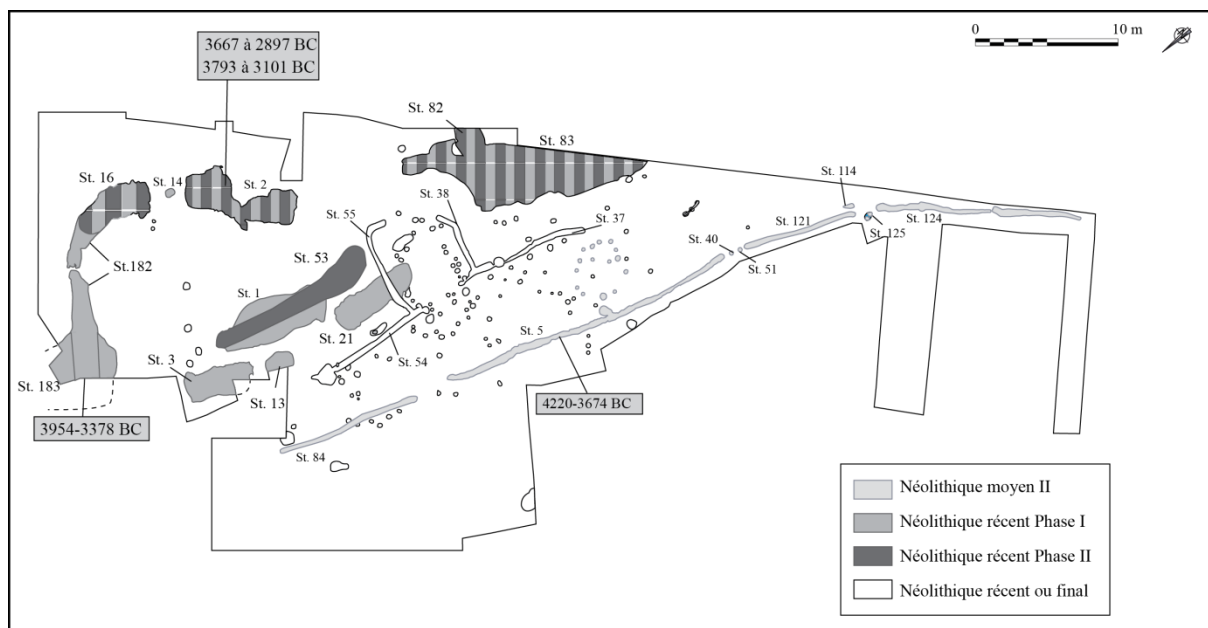 0 10 m
3667 à 2897 BC
3793 à 3101 BC
St. 82
St. 83
St. 16
St. 14
St. 2
St. 38
St. 37
St. 55
St. 114
St. 121
St. 124
St. 125
St. 40
St. 51
St.182
St. 53
St. 1
St. 21
St. 5
St. 54
St. 3
St. 13
St. 183
3954-3378 BC
4220-3674 BC
St. 84
Néolithique moyen II
Néolithique récent Phase I
Néolithique récent Phase II
Néolithique récent ou final